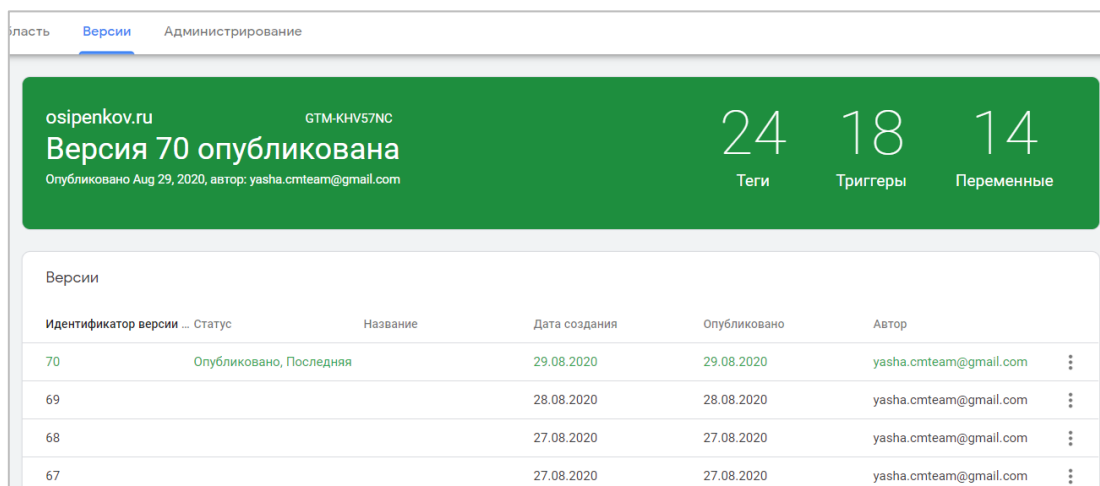 бласть Версии Администрирование
osipenkov.ru GTM-KHV57NC
Версия 70 опубликована
Опубликовано Aug 29, 2020, автор: yasha.cmteam@gmail.com
24 18 14
Теги Триггеры Переменные
Версии
Идентификатор версии ... Статус Название Дата создания Опубликовано Автор
70 Опубликовано, Последняя 29.08.2020 29.08.2020 yasha.cmteam@gmail.com
69 28.08.2020 28.08.2020 yasha.cmteam@gmail.com
68 27.08.2020 27.08.2020 yasha.cmteam@gmail.com
67 27.08.2020 27.08.2020 yasha.cmteam@gmail.com